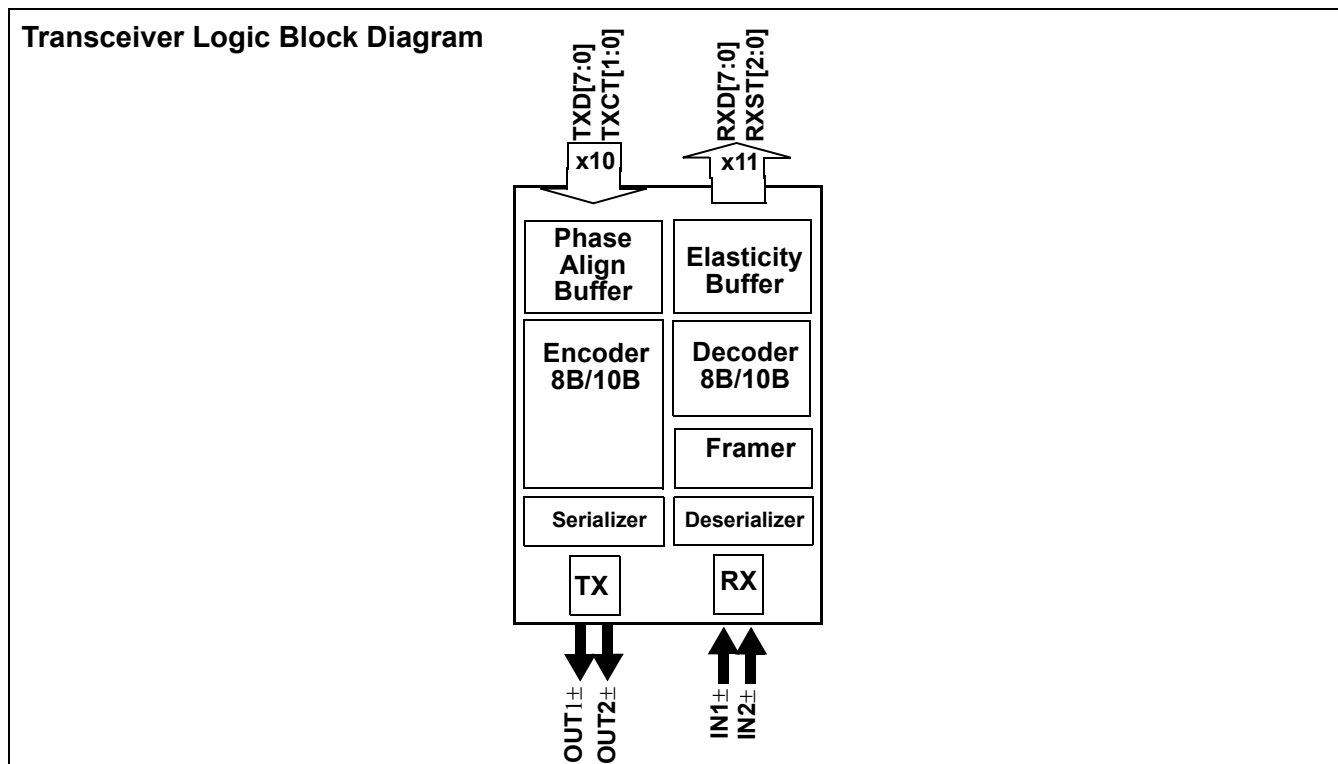 Transceiver Logic Block Diagram
TXD[7:0]
TXCT[1:0]
RXD[7:0]
RXST[2:0]
x10
x11
Phase
Align
Buffer
Elasticity
Buffer
Encoder
8B/10B
Decoder
8B/10B
Framer
Serializer
Deserializer
TX
RX
OUT1±
OUT2±
IN1±
IN2±